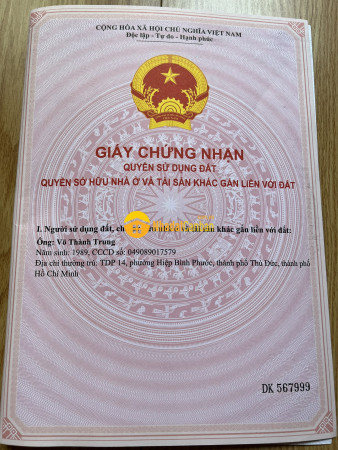 CỘNG HÒA XÃ HỘI CHỦ NGHĨA VIỆT NAM
Độc lập - Tự do - Hạnh phúc
GIẤY CHỨNG NHẬN
QUYỀN SỬ DỤNG ĐẤT
QUYỀN SỞ HỮU NHÀ Ở VÀ TÀI SẢN KHÁC GẮN LIỀN VỚI ĐẤT
I. Người sử dụng đất, chủ sở hữu nhà ở và tài sản khác gắn liền với đất:
Ông: Võ Thành Trung
Năm sinh: 1989, CCCD số: 049089017579
Địa chỉ thường trú: TDP 14, phường Hiệp Bình Phước, thành phố Thủ Đức, thành phố
Hồ Chí Minh
DK 567999